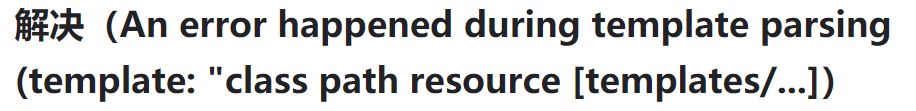 解决（An error happened during template parsing
(template: "class path resource [templates/...]）